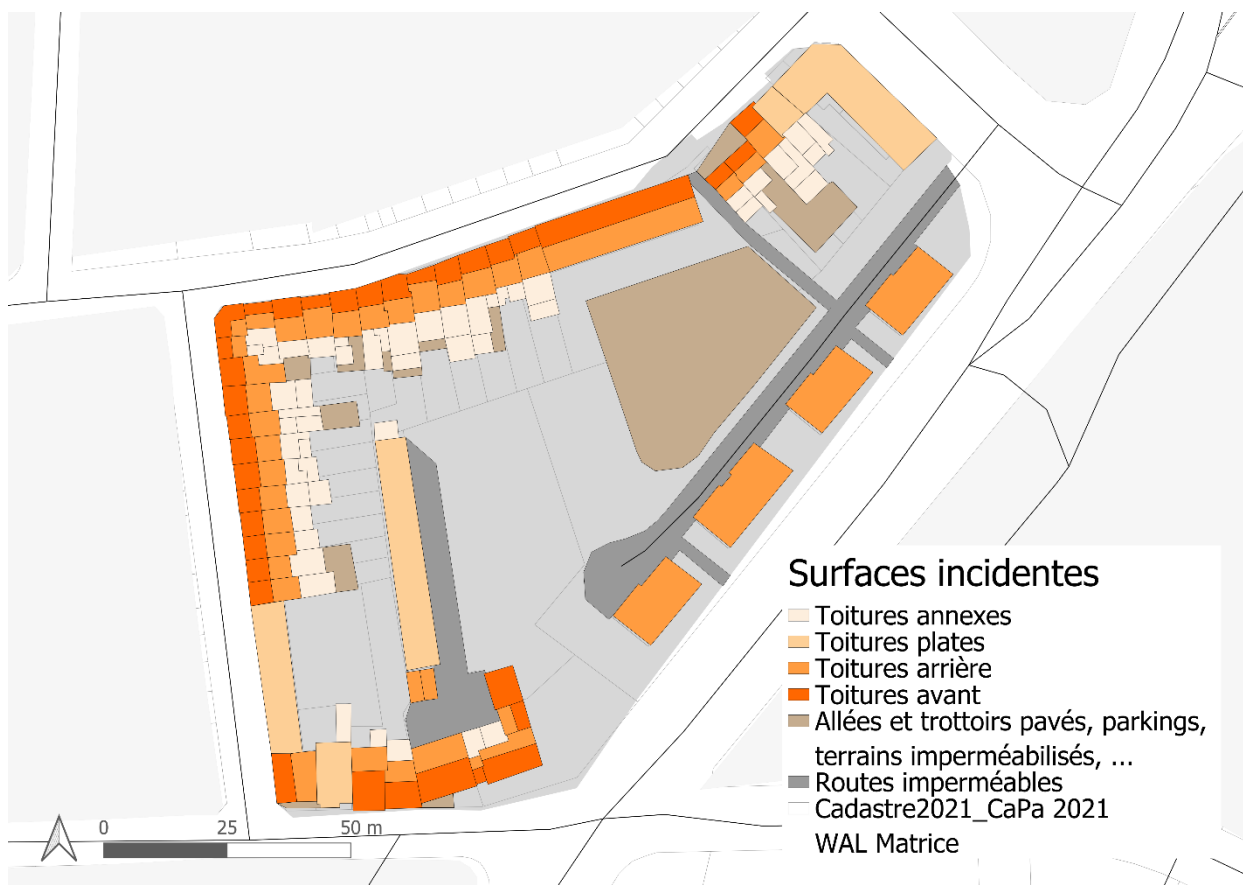 Surfaces incidentes
Toitures annexes
Toitures plates
Toitures arrière
Toitures avant
Allées et trottoirs pavés, parkings,
terrains imperméabilisés, ...
Routes imperméables
Cadastre2021_CaPa 2021
WAL Matrice
0 25 50 m